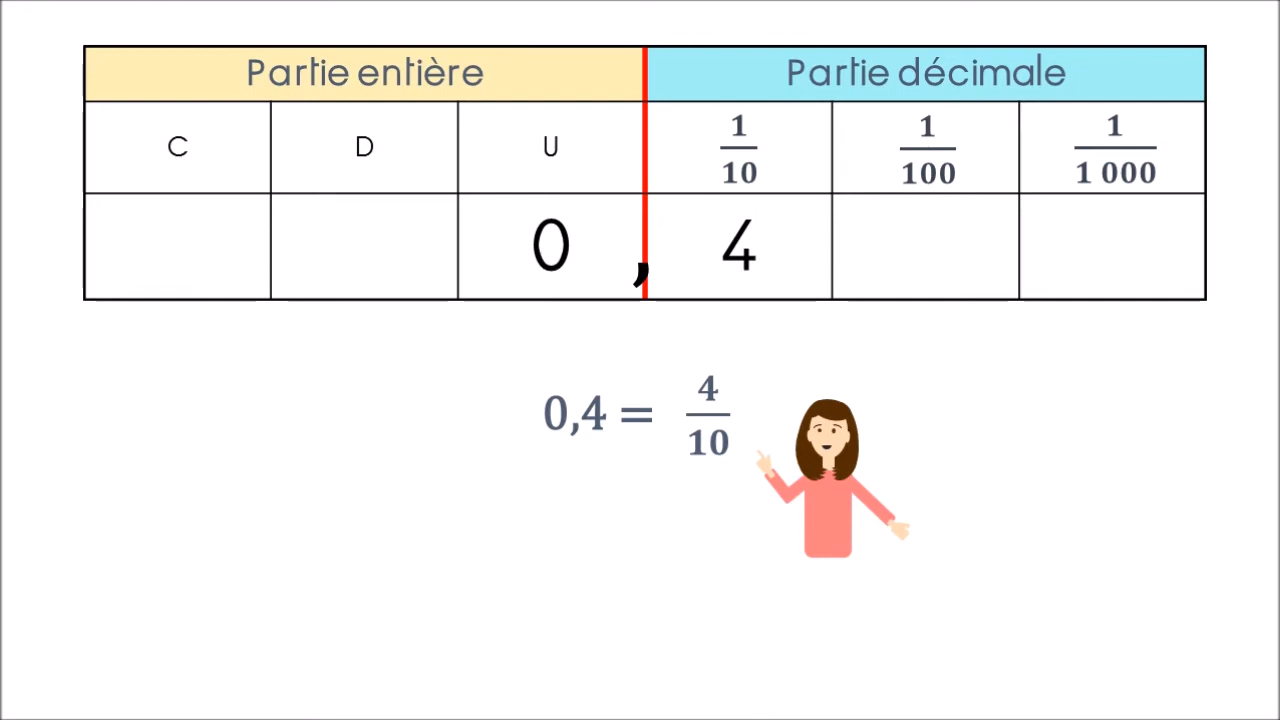 Partie entière Partie décimale
C D U 1/10 1/100 1/1 000
0 , 4
0,4 = 4/10